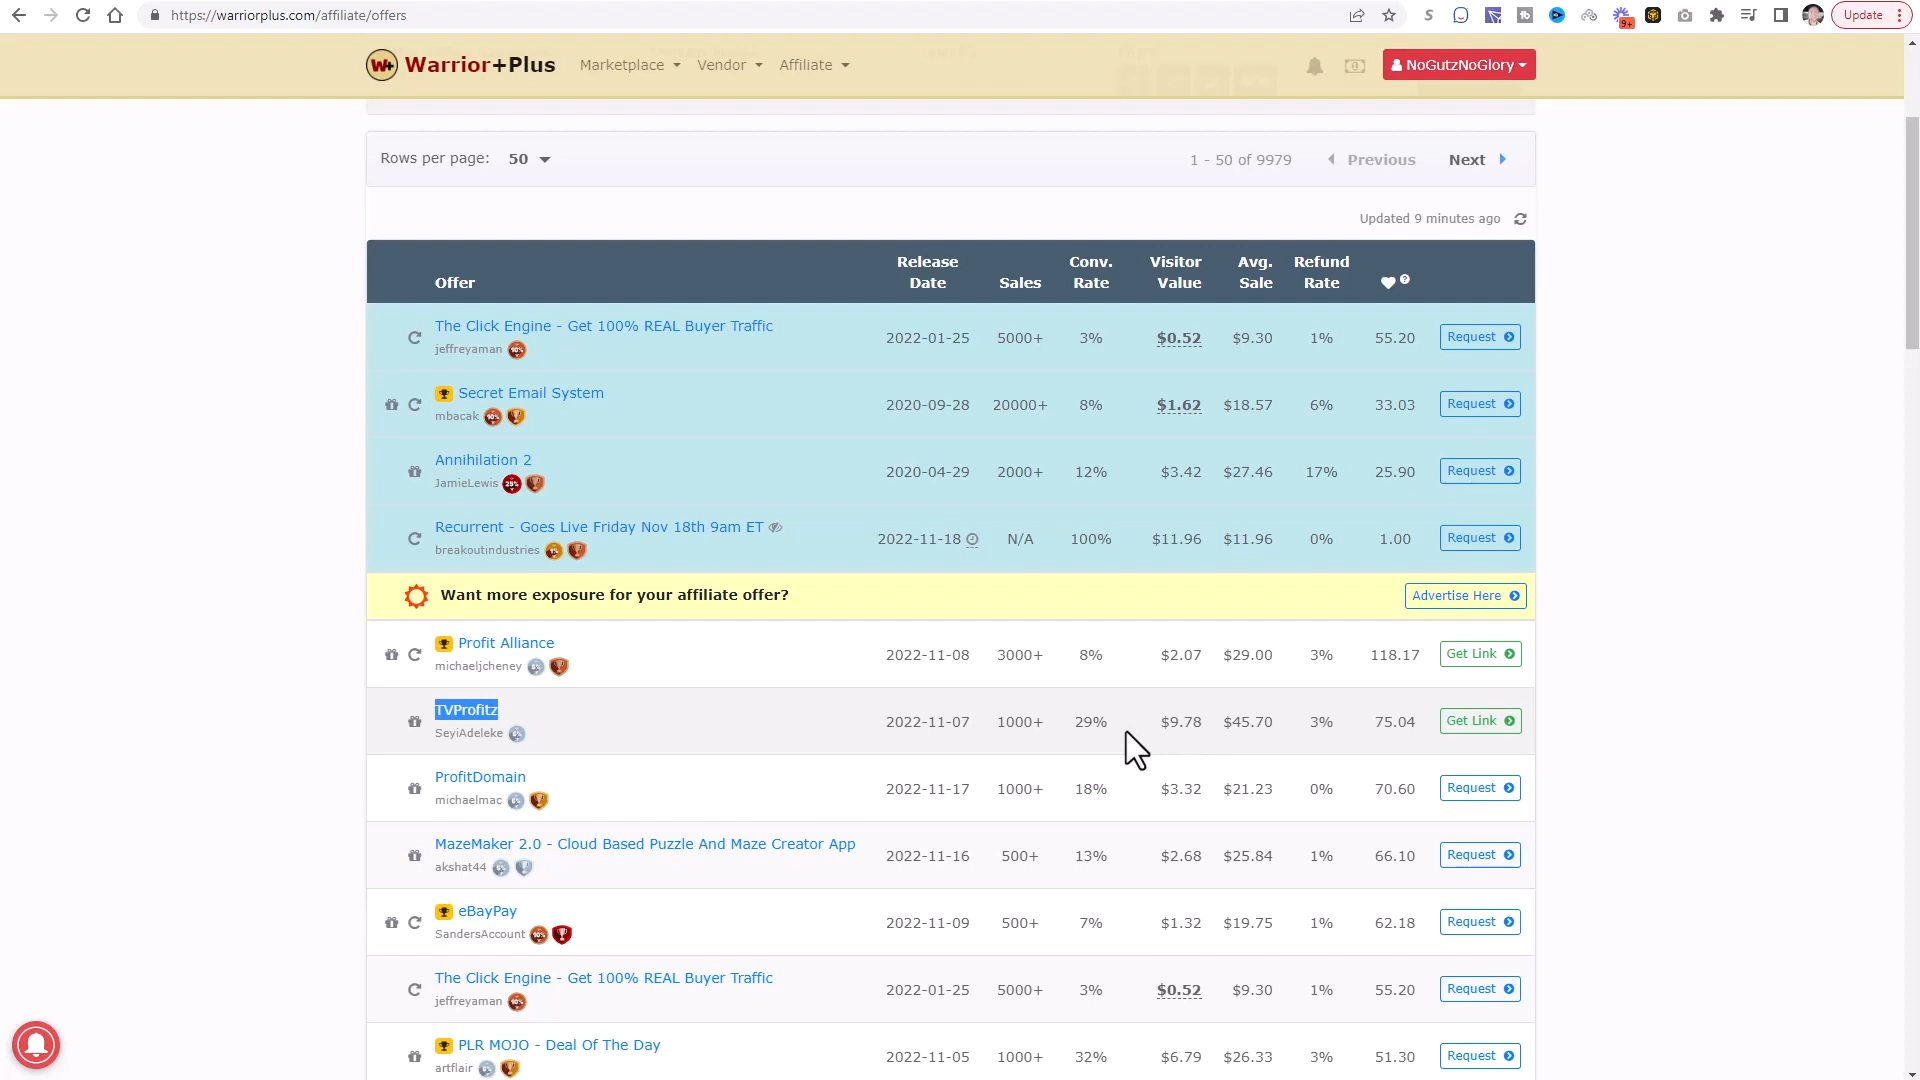 https://warriorplus.com/affiliate/offers
9+
Update
W+ Warrior+Plus Marketplace Vendor Affiliate NoGutzNoGlory
Rows per page: 50 1 - 50 of 9979 Previous Next
Updated 9 minutes ago
Offer Release Date Sales Conv. Rate Visitor Value Avg. Sale Refund Rate
The Click Engine - Get 100% REAL Buyer Traffic
jeffreyaman 10%
2022-01-25 5000+ 3% $0.52 $9.30 1% 55.20 Request
Secret Email System
mbacak 10%
2020-09-28 20000+ 8% $1.62 $18.57 6% 33.03 Request
Annihilation 2
JamieLewis 25%
2020-04-29 2000+ 12% $3.42 $27.46 17% 25.90 Request
Recurrent - Goes Live Friday Nov 18th 9am ET
breakoutindustries
2022-11-18 N/A 100% $11.96 $11.96 0% 1.00 Request
Want more exposure for your affiliate offer? Advertise Here
Profit Alliance
michaeljcheney
2022-11-08 3000+ 8% $2.07 $29.00 3% 118.17 Get Link
TVProfitz
SeyiAdeleke
2022-11-07 1000+ 29% $9.78 $45.70 3% 75.04 Get Link
ProfitDomain
michaelmac
2022-11-17 1000+ 18% $3.32 $21.23 0% 70.60 Request
MazeMaker 2.0 - Cloud Based Puzzle And Maze Creator App
akshat44
2022-11-16 500+ 13% $2.68 $25.84 1% 66.10 Request
eBayPay
SandersAccount 10%
2022-11-09 500+ 7% $1.32 $19.75 1% 62.18 Request
The Click Engine - Get 100% REAL Buyer Traffic
jeffreyaman 10%
2022-01-25 5000+ 3% $0.52 $9.30 1% 55.20 Request
PLR MOJO - Deal Of The Day
artflair
2022-11-05 1000+ 32% $6.79 $26.33 3% 51.30 Request